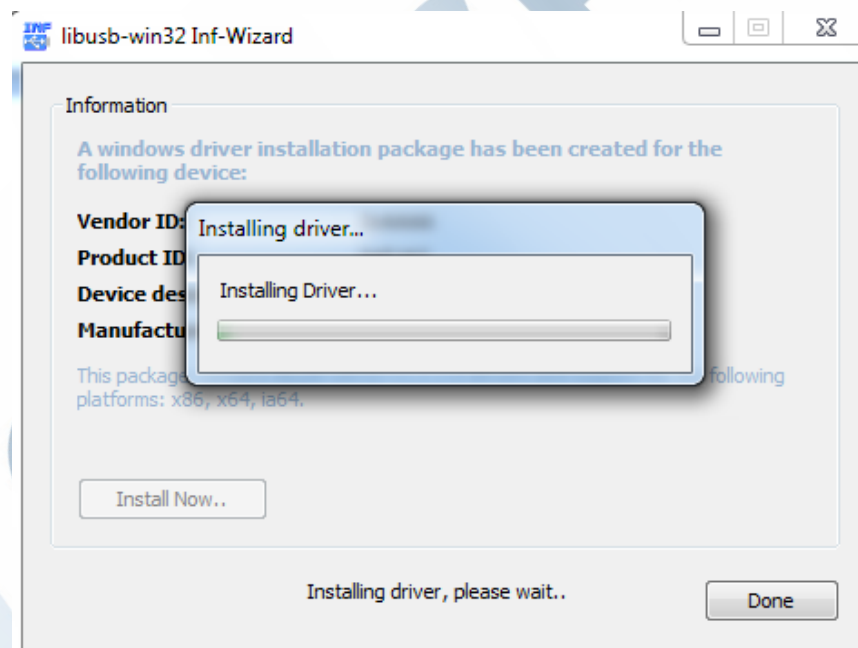 INF
libusb-win32 Inf-Wizard
Information
A windows driver installation package has been created for the
following device:
Vendor ID:
Product ID
Device des
Manufactu
Installing driver...
Installing Driver...
This package
following
platforms: x86, x64, ia64.
Install Now..
Installing driver, please wait..
Done